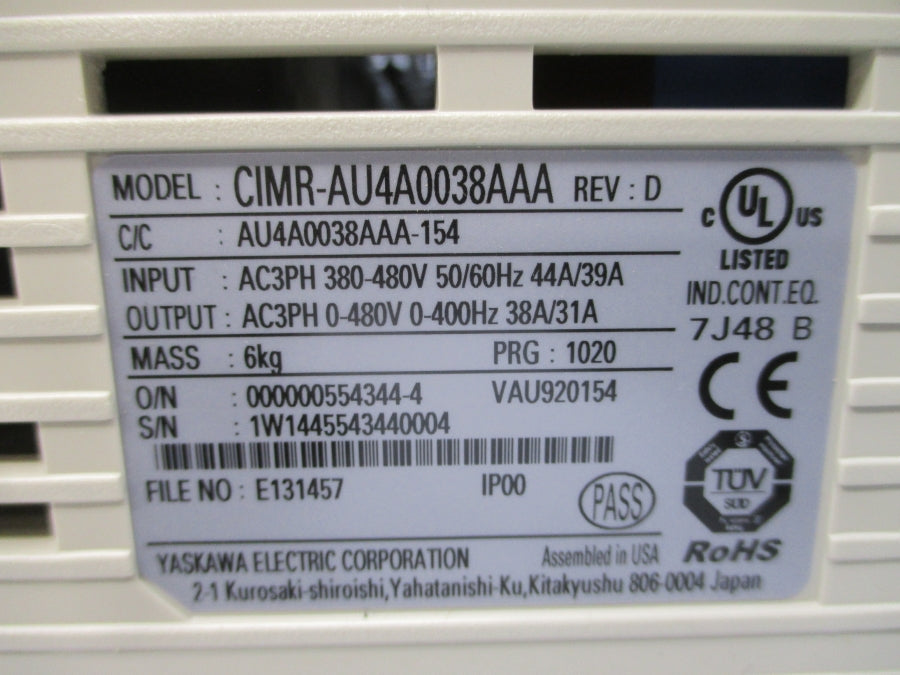 MODEL : CIMR-AU4A0038AAA REV : D
C/C : AU4A0038AAA-154
INPUT : AC3PH 380-480V 50/60Hz 44A/39A
OUTPUT : AC3PH 0-480V 0-400Hz 38A/31A
MASS : 6kg PRG : 1020
O/N : 000000554344-4 VAU920154
S/N : 1W1445543440004
FILE NO : E131457 IP00
PASS
YASKAWA ELECTRIC CORPORATION Assembled in USA
2-1 Kurosaki-shiroishi,Yahatanishi-Ku,Kitakyushu 806-0004 Japan
C UL US
LISTED
IND.CONT.EQ.
7J48 B
CE
TÜV
SÜD
RoHS